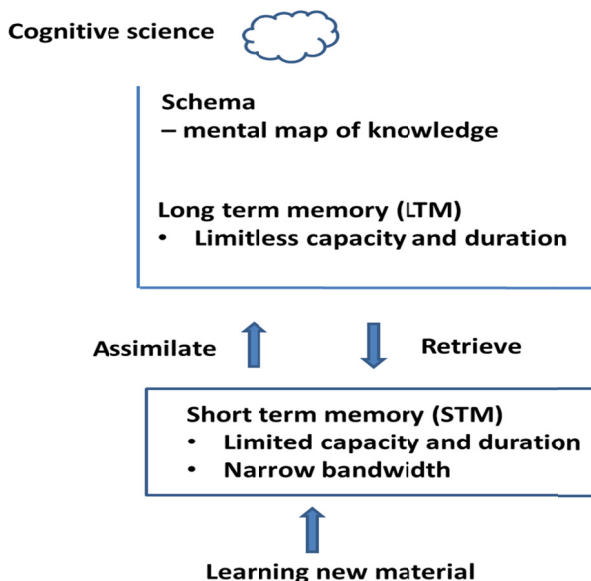 Cognitive science
Schema
– mental map of knowledge
Long term memory (LTM)
• Limitless capacity and duration
Assimilate
Retrieve
Short term memory (STM)
• Limited capacity and duration
• Narrow bandwidth
Learning new material